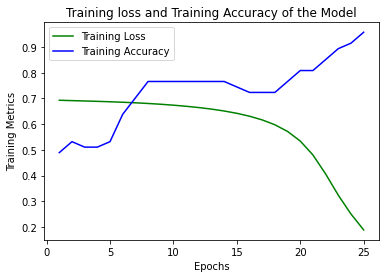 Training loss and Training Accuracy of the Model
Training Loss
Training Accuracy
Training Metrics
0.9
0.8
0.7
0.6
0.5
0.4
0.3
0.2
0 5 10 15 20 25
Epochs